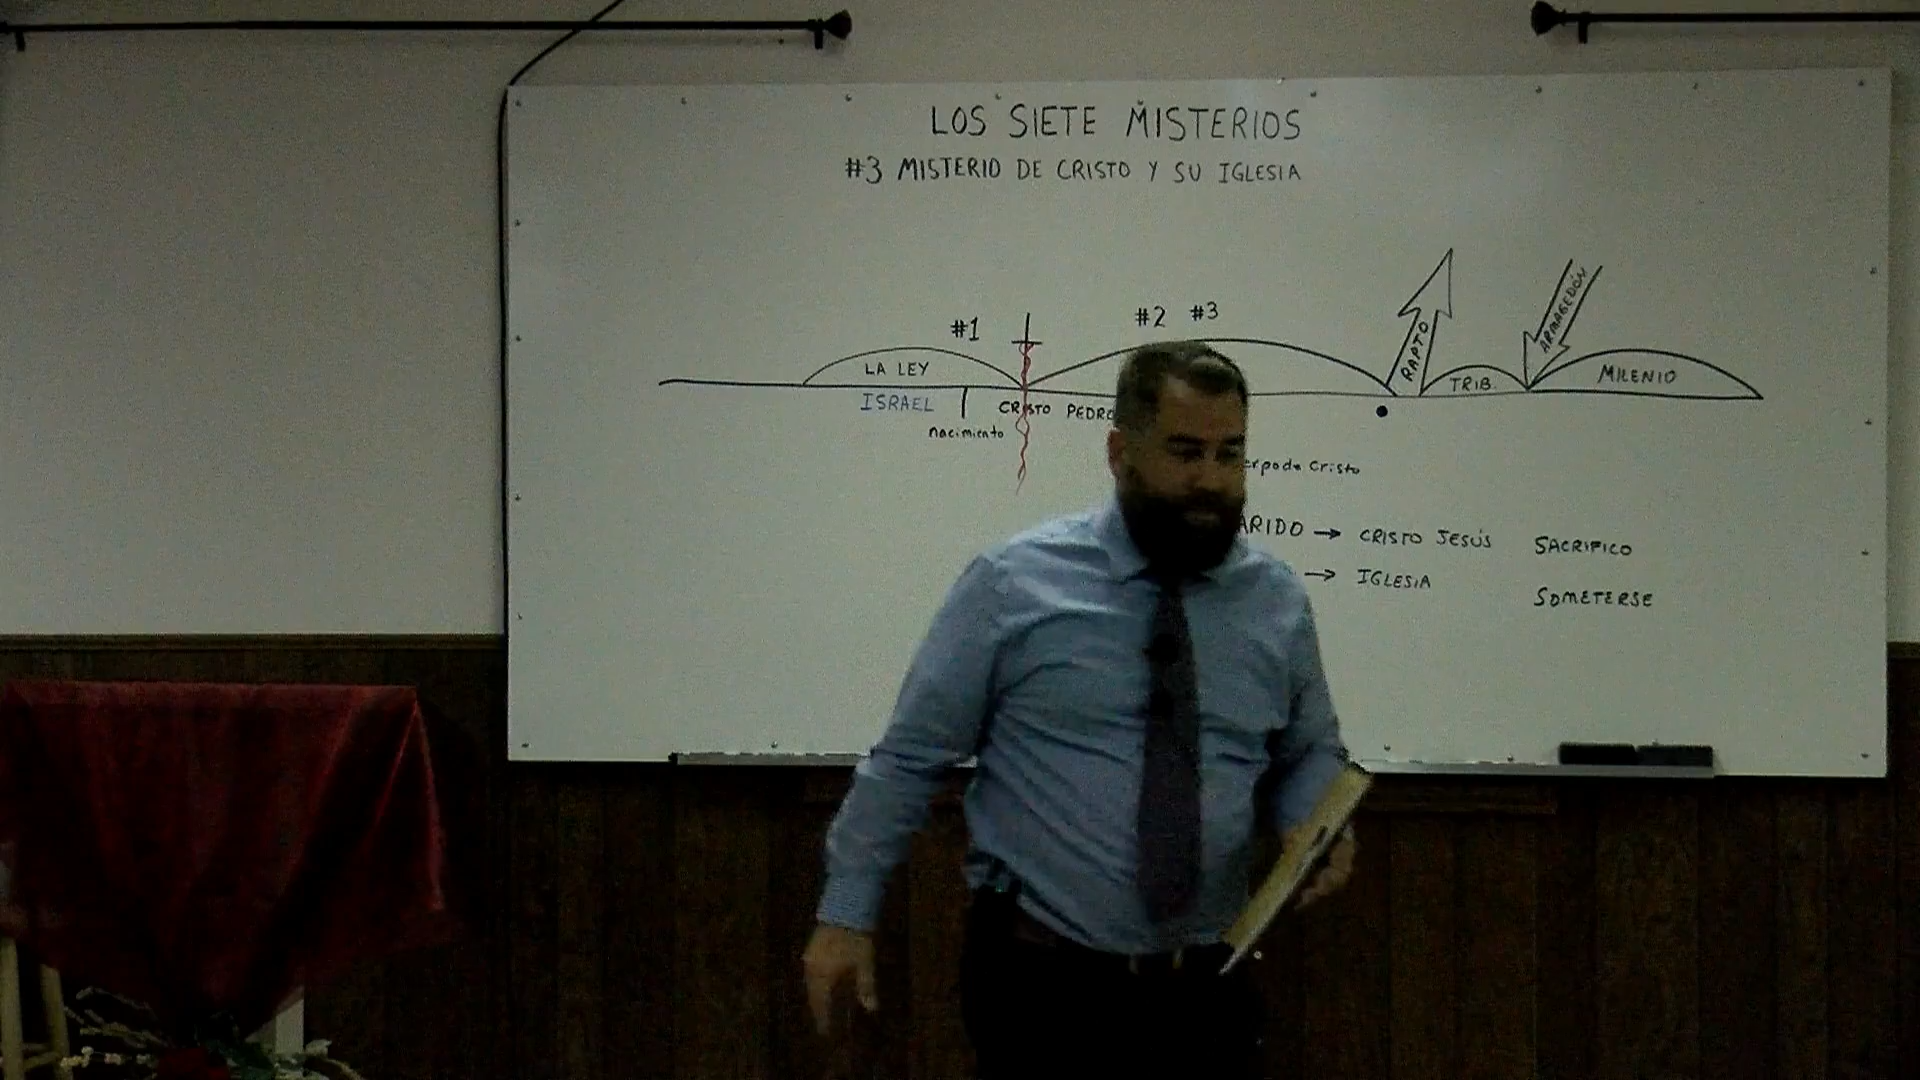 LOS SIETE MISTERIOS
#3 MISTERIO DE CRISTO Y SU IGLESIA
#1 #2 #3
LA LEY RAPTO TRIB. ARMAGEDÓN MILENIO
ISRAEL CRISTO PEDRO
nacimiento
Cristo
→ CRISTO JESÚS SACRIFICO
→ IGLESIA SOMETERSE